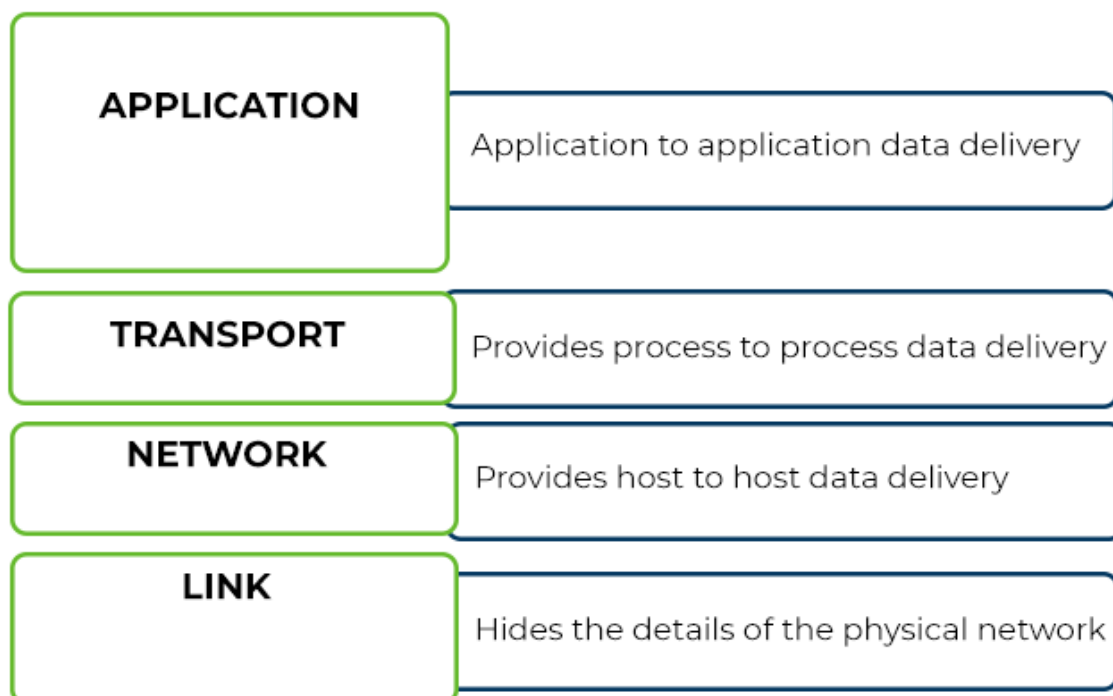 APPLICATION
Application to application data delivery
TRANSPORT
Provides process to process data delivery
NETWORK
Provides host to host data delivery
LINK
Hides the details of the physical network